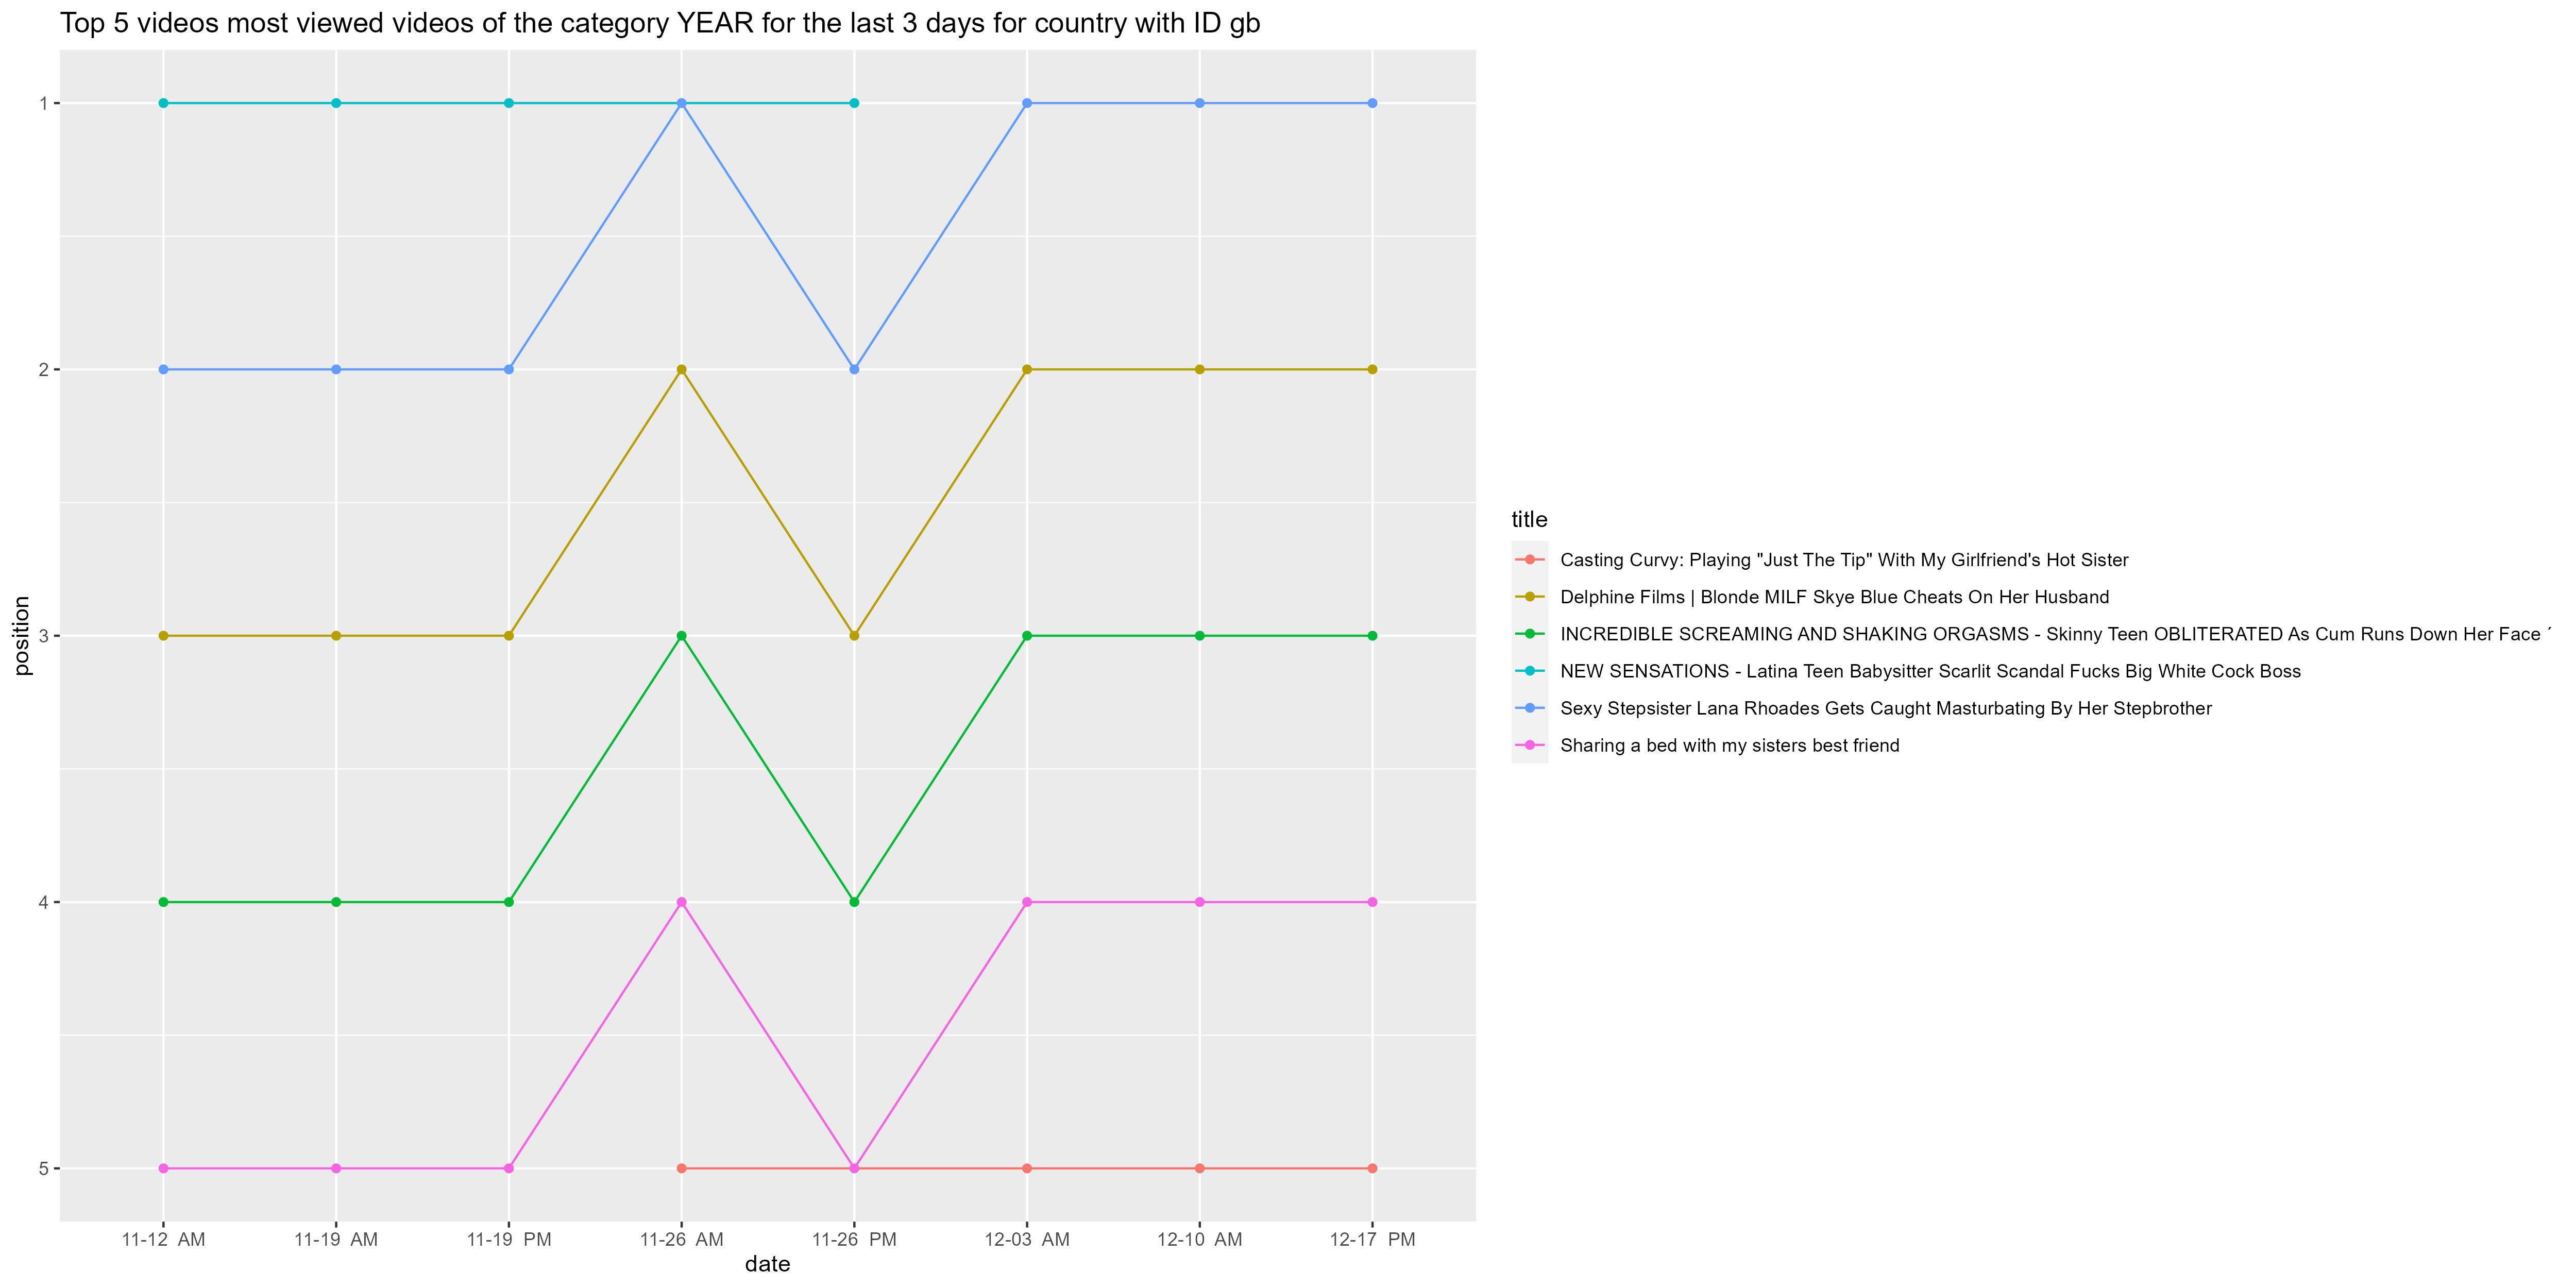 Top 5 videos most viewed videos of the category YEAR for the last 3 days for country with ID gb
position
1
2
3
4
5
11-12 AM
11-19 AM
11-19 PM
11-26 AM
11-26 PM
12-03 AM
12-10 AM
12-17 PM
date
title
Casting Curvy: Playing "Just The Tip" With My Girlfriend's Hot Sister
Delphine Films | Blonde MILF Skye Blue Cheats On Her Husband
INCREDIBLE SCREAMING AND SHAKING ORGASMS - Skinny Teen OBLITERATED As Cum Runs Down Her Face
NEW SENSATIONS - Latina Teen Babysitter Scarlit Scandal Fucks Big White Cock Boss
Sexy Stepsister Lana Rhoades Gets Caught Masturbating By Her Stepbrother
Sharing a bed with my sisters best friend